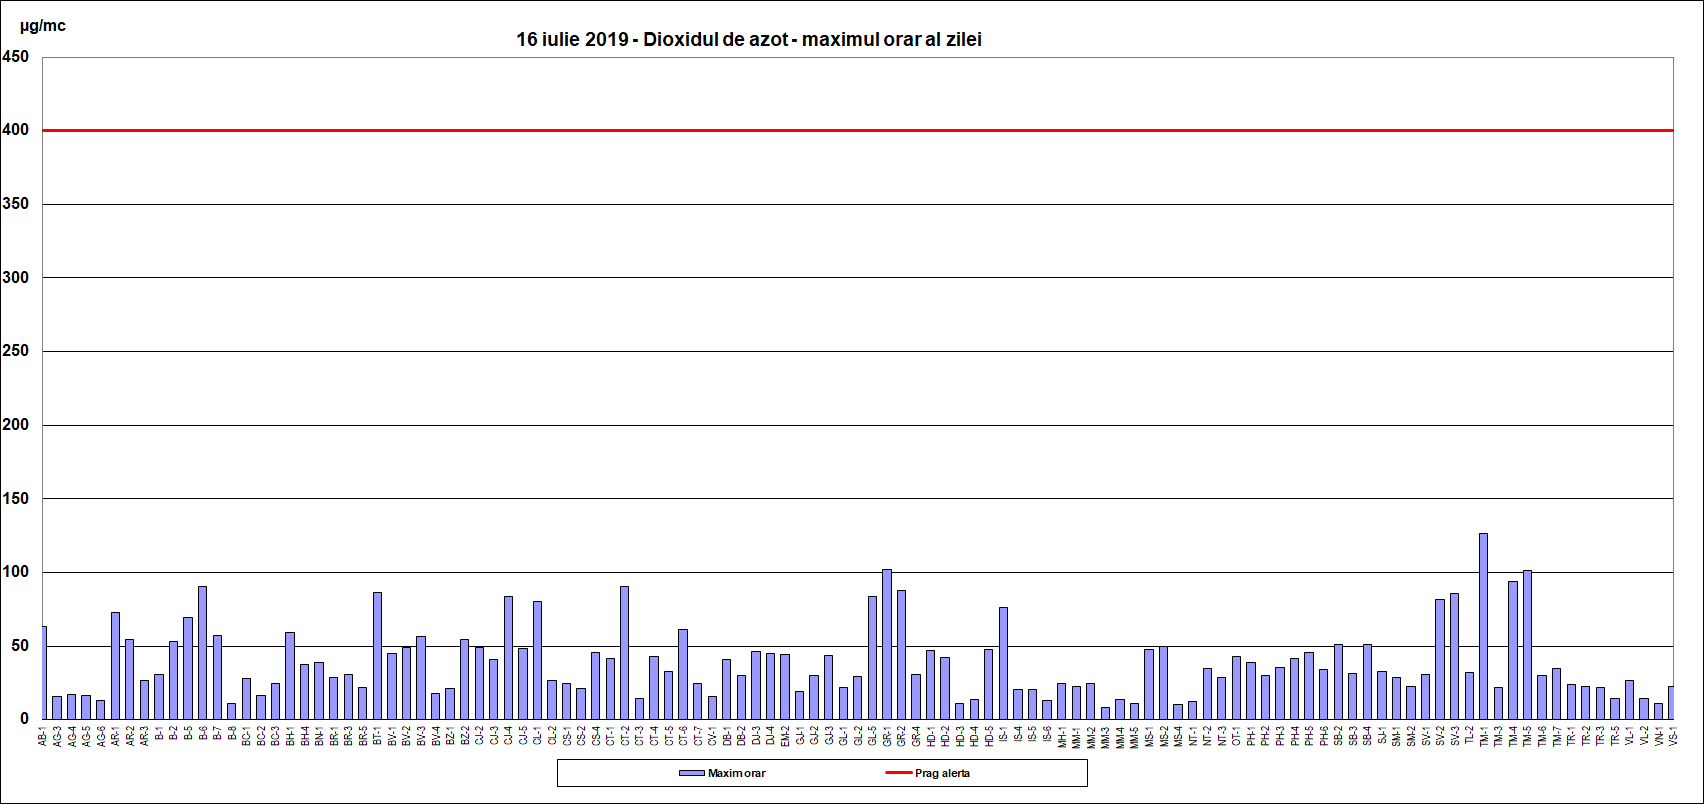 µg/mc
16 iulie 2019 - Dioxidul de azot - maximul orar al zilei
450
400
350
300
250
200
150
100
50
0
AB-1 AG-3 AG-4 AG-5 AG-6 AR-1 AR-2 AR-3 B-1 B-2 B-5 B-6 B-7 B-8 BC-1 BC-2 BC-3 BH-1 BH-4 BN-1 BR-1 BR-3 BR-5 BT-1 BV-1 BV-2 BV-3 BV-4 BZ-1 BZ-2 CJ-2 CJ-3 CJ-4 CJ-5 CL-1 CL-2 CS-1 CS-2 CS-4 CT-1 CT-2 CT-3 CT-4 CT-5 CT-6 CT-7 CV-1 DB-1 DB-2 DJ-3 DJ-4 EM-2 GJ-1 GJ-2 GJ-3 GL-1 GL-2 GL-5 GR-1 GR-2 GR-4 HD-1 HD-2 HD-3 HD-4 HD-5 IS-1 IS-4 IS-5 IS-6 MH-1 MM-1 MM-2 MM-3 MM-4 MM-5 MS-1 MS-2 MS-4 NT-1 NT-2 NT-3 OT-1 PH-1 PH-2 PH-3 PH-4 PH-5 PH-6 SB-2 SB-3 SB-4 SJ-1 SM-1 SM-2 SV-1 SV-2 SV-3 TL-2 TM-1 TM-3 TM-4 TM-5 TM-6 TM-7 TR-1 TR-2 TR-3 TR-5 VL-1 VL-2 VN-1 VS-1
Maxim orar Prag alerta